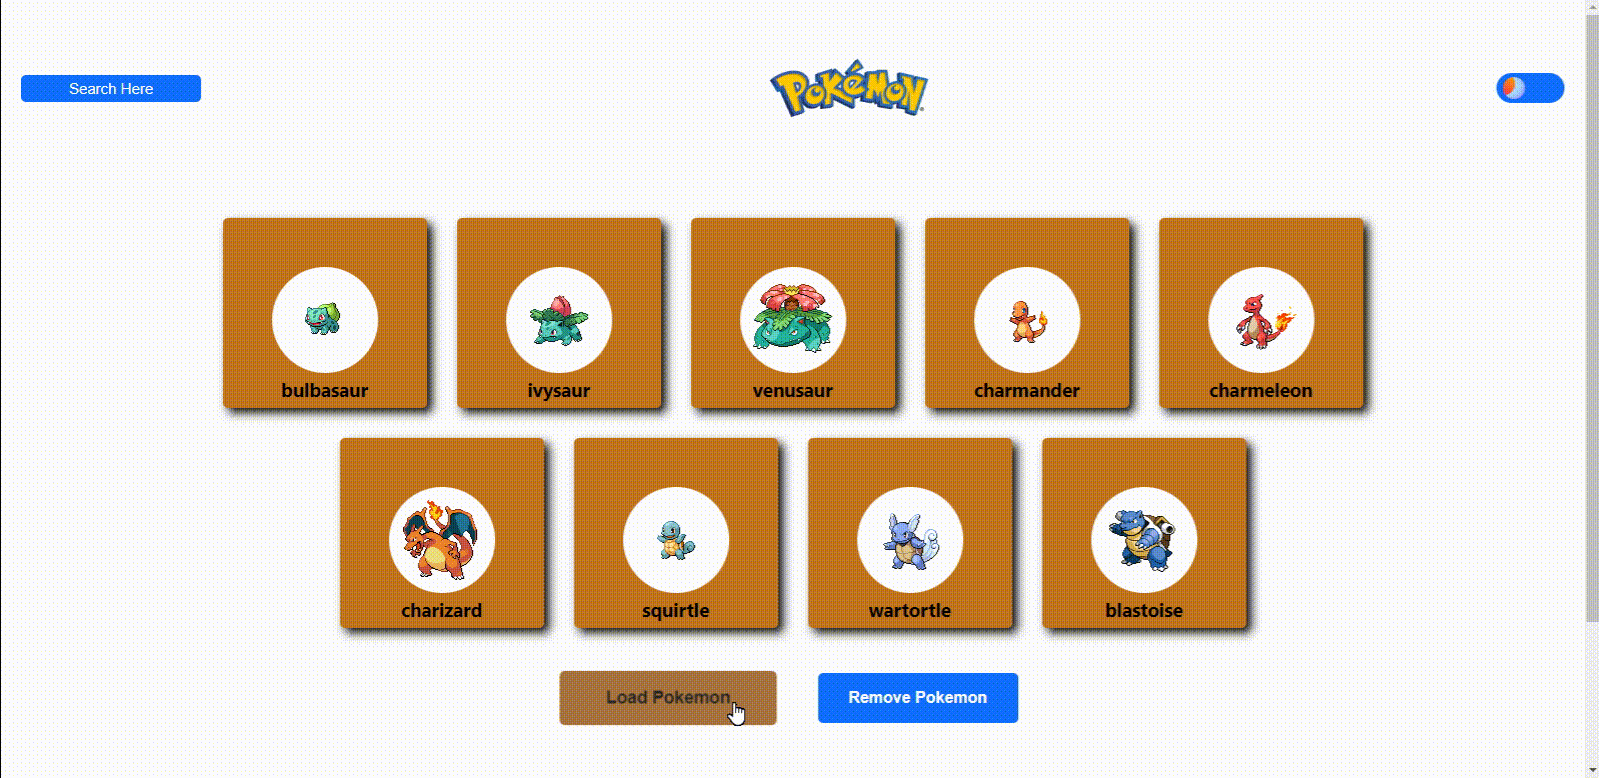 Search Here
POKéMON
bulbasaur
ivysaur
venusaur
charmander
charmeleon
charizard
squirtle
wartortle
blastoise
Load Pokemon
Remove Pokemon